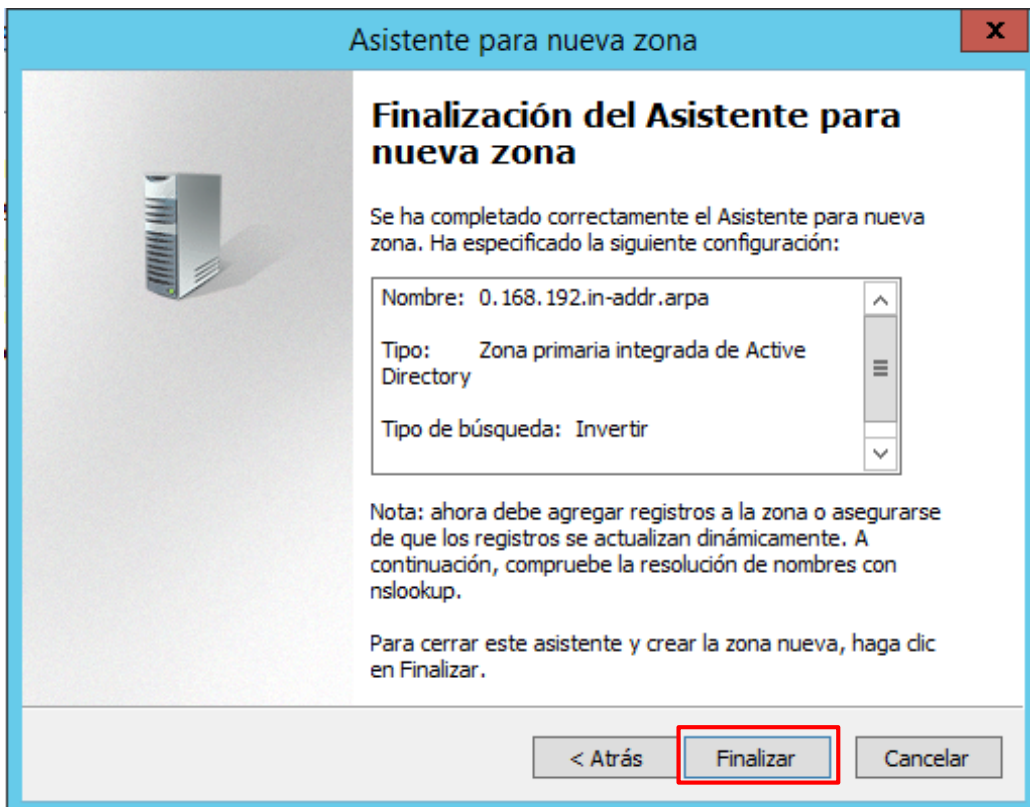 Asistente para nueva zona
x
Finalización del Asistente para
nueva zona
Se ha completado correctamente el Asistente para nueva
zona. Ha especificado la siguiente configuración:
Nombre: 0.168.192.in-addr.arpa
Tipo: Zona primaria integrada de Active
Directory
Tipo de búsqueda: Invertir
Nota: ahora debe agregar registros a la zona o asegurarse
de que los registros se actualizan dinámicamente. A
continuación, compruebe la resolución de nombres con
nslookup.
Para cerrar este asistente y crear la zona nueva, haga clic
en Finalizar.
< Atrás Finalizar Cancelar